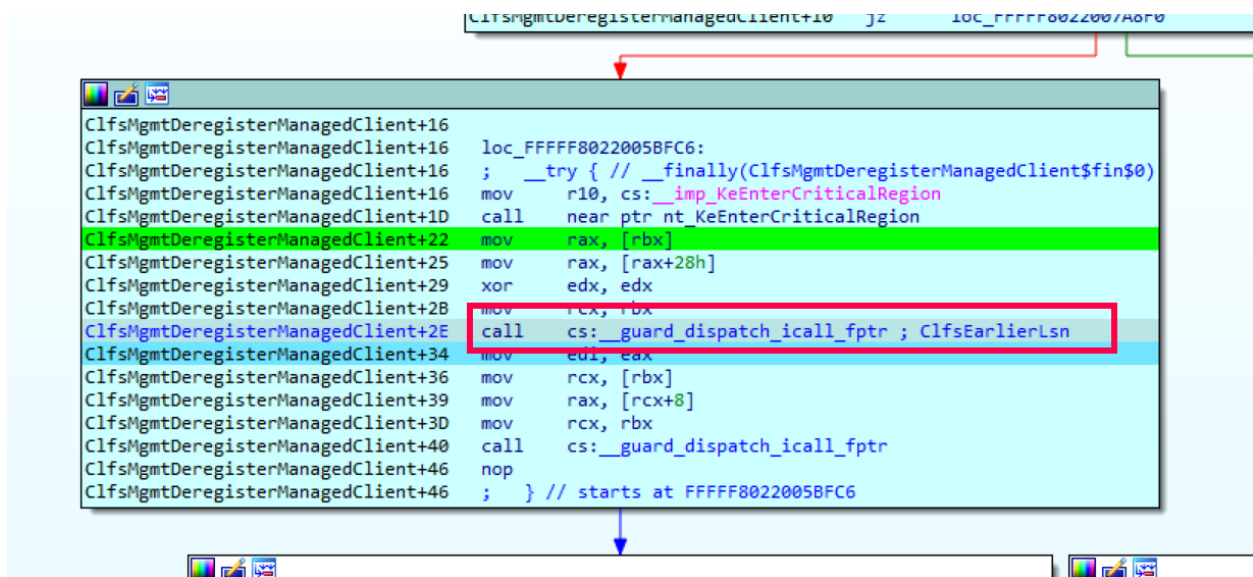 ClfsMgmtDeregisterManagedClient+10 jz loc_FFFFF8022007A8F0
ClfsMgmtDeregisterManagedClient+16
ClfsMgmtDeregisterManagedClient+16 loc_FFFFF8022005BFC6:
ClfsMgmtDeregisterManagedClient+16 ; __try { // __finally(ClfsMgmtDeregisterManagedClient$fin$0)
ClfsMgmtDeregisterManagedClient+16 mov r10, cs:__imp_KeEnterCriticalRegion
ClfsMgmtDeregisterManagedClient+1D call near ptr nt_KeEnterCriticalRegion
ClfsMgmtDeregisterManagedClient+22 mov rax, [rbx]
ClfsMgmtDeregisterManagedClient+25 mov rax, [rax+28h]
ClfsMgmtDeregisterManagedClient+29 xor edx, edx
ClfsMgmtDeregisterManagedClient+2B mov rcx, rbx
ClfsMgmtDeregisterManagedClient+2E call cs:__guard_dispatch_icall_fptr ; ClfsEarlierLsn
ClfsMgmtDeregisterManagedClient+34 mov edi, eax
ClfsMgmtDeregisterManagedClient+36 mov rcx, [rbx]
ClfsMgmtDeregisterManagedClient+39 mov rax, [rcx+8]
ClfsMgmtDeregisterManagedClient+3D mov rcx, rbx
ClfsMgmtDeregisterManagedClient+40 call cs:__guard_dispatch_icall_fptr
ClfsMgmtDeregisterManagedClient+46 nop
ClfsMgmtDeregisterManagedClient+46 ; } // starts at FFFFF8022005BFC6